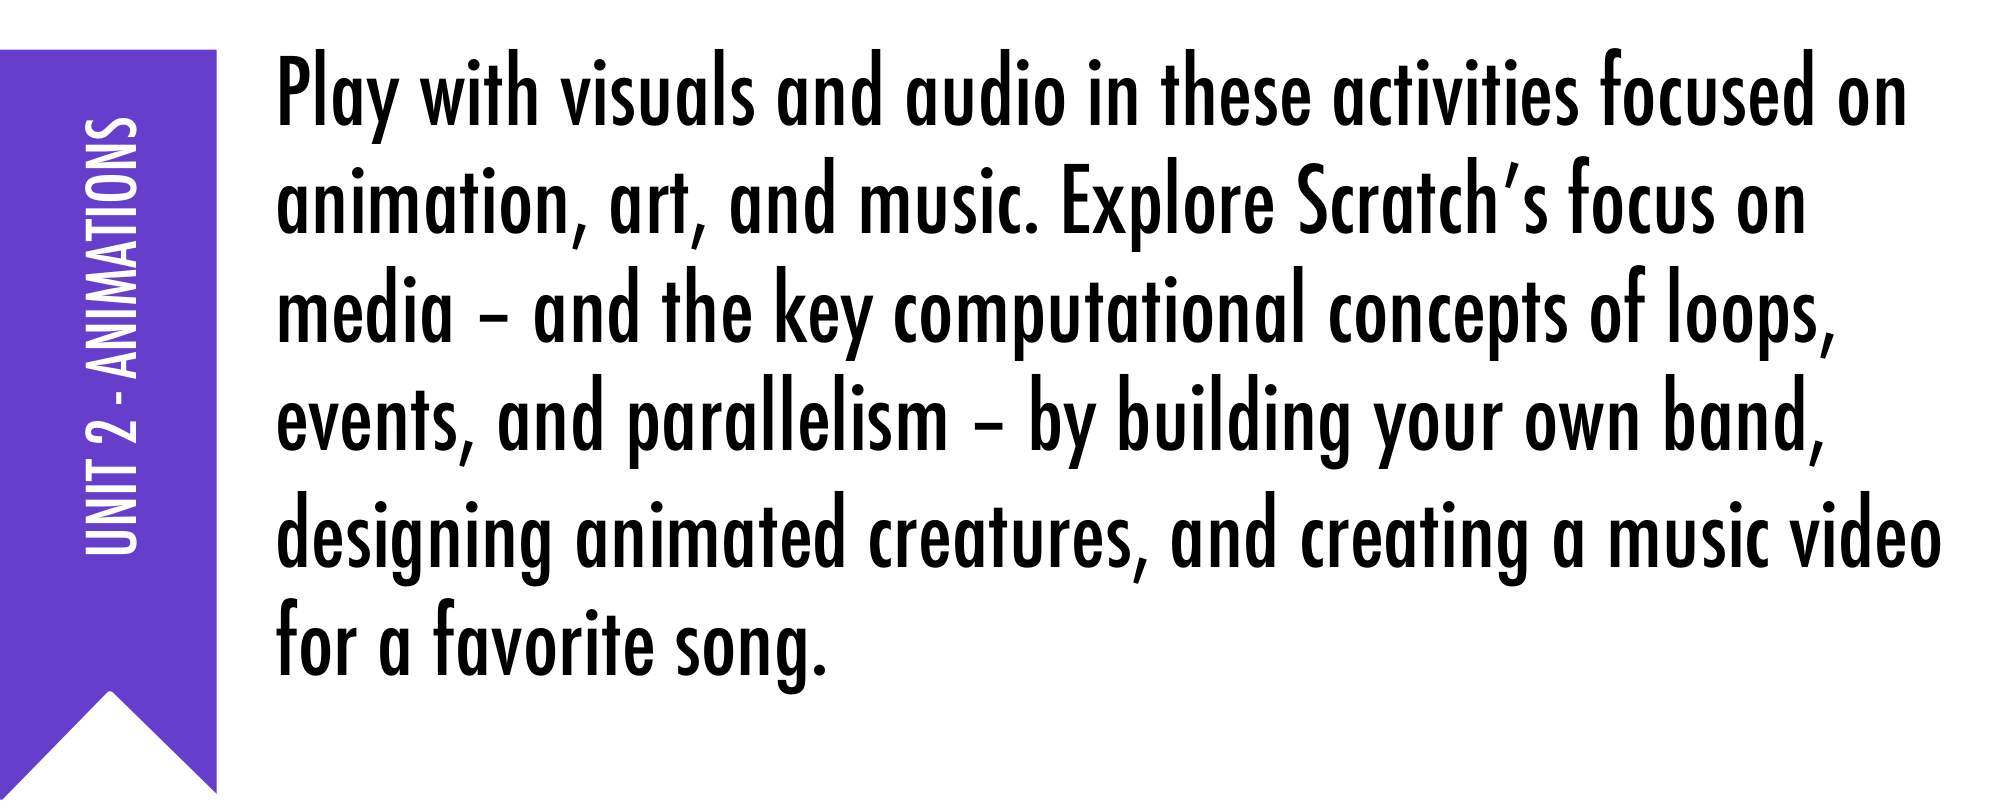 UNIT 2 - ANIMATIONS
Play with visuals and audio in these activities focused on
animation, art, and music. Explore Scratch’s focus on
media – and the key computational concepts of loops,
events, and parallelism – by building your own band,
designing animated creatures, and creating a music video
for a favorite song.